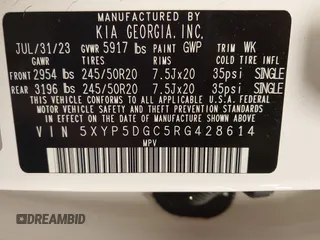 MANUFACTURED BY
KIA GEORGIA, INC.
JUL/31/23 GVWR 5917 lbs PAINT GWP TRIM WK
GAWR TIRE RIMS COLD TIRE INFL
FRONT 2954 lbs 245/50R20 7.5Jx20 35psi SINGLE
REAR 3196 lbs 245/50R20 7.5Jx20 35psi SINGLE
THIS VEHICLE CONFORMS TO ALL APPLICABLE FEDERAL
MOTOR VEHICLE SAFETY AND THEFT PREVENTION STANDARDS
IN EFFECT ON THE DATE OF MANUFACTURE SHOWN ABOVE.
VIN 5XYP5DGC5RG428614
MPV
DREAMBID